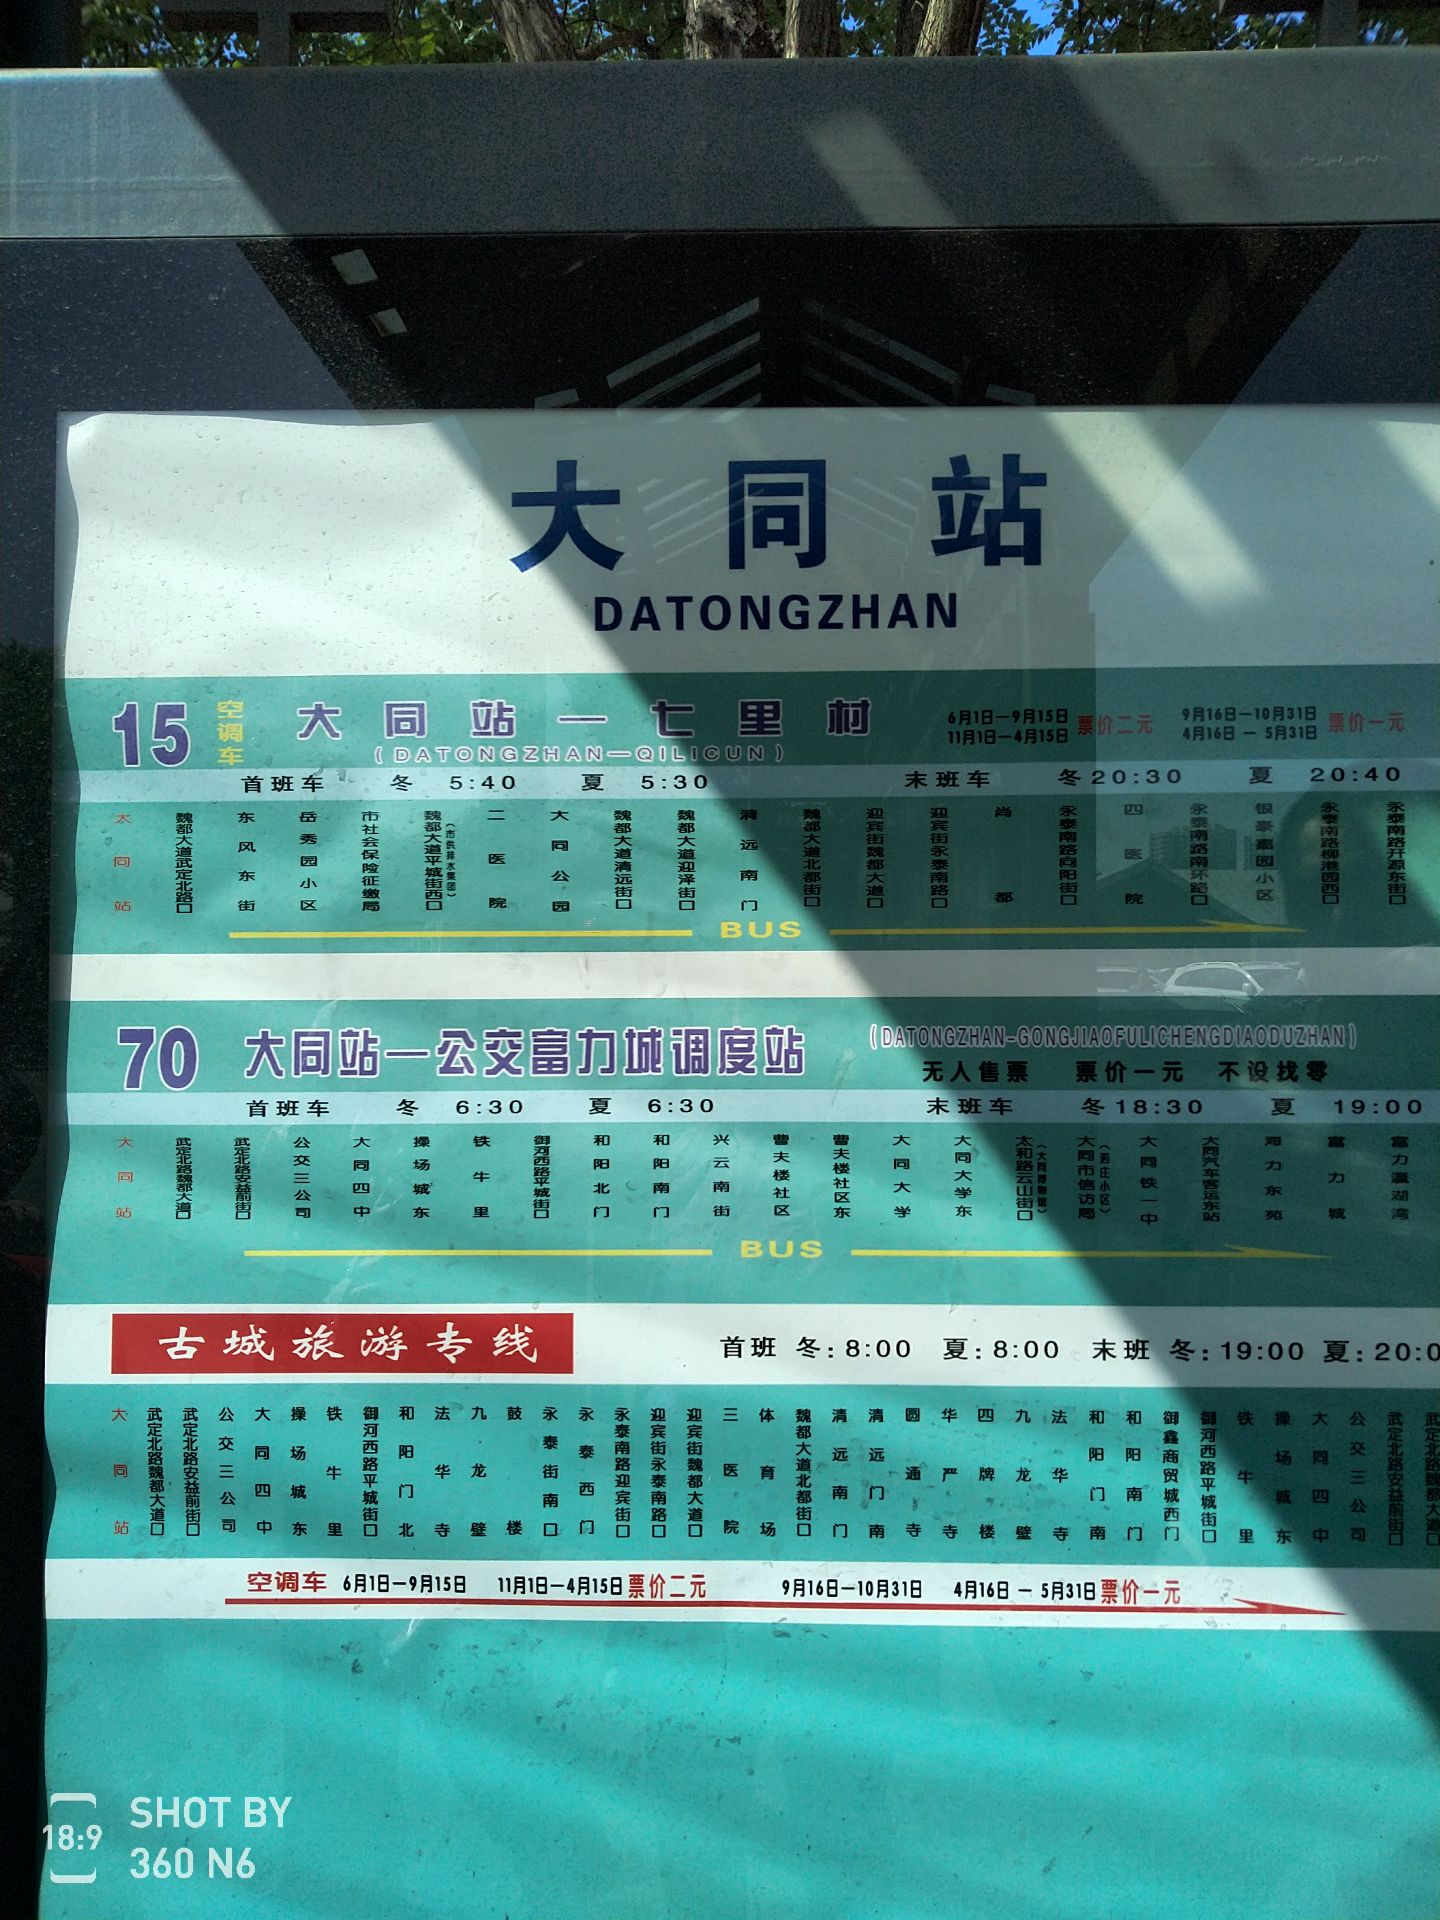 大同站
DATONGZHAN
15 空调车 大同站—七里村
(DATONGZHAN—QILICUN)
6月1日—9月15日
11月1日—4月15日
票价二元
9月16日—10月31日
4月16日—5月31日
票价一元
首班车 冬 5:40 夏 5:30 末班车 冬20:30 夏 20:40
大同站
魏都大道武定北路口
东风东街
岳秀园小区
市社会保险征缴局
魏都大道平城街西口(市供排水集团)
二医院
大同公园
魏都大道清远街口
魏都大道迎泽街口
清远南门
魏都大道北都街口
迎宾街魏都大道口
迎宾街永泰南路口
尚都
永泰南路向阳街口
四医院
永泰南路南环路口
银豪嘉园小区
永泰南路柳港园西口
永泰南路开源东街口
BUS
70 大同站—公交富力城调度站
(DATONGZHAN-GONGJIAOFULICHENGDIAODUZHAN)
无人售票 票价一元 不设找零
首班车 冬 6:30 夏 6:30 末班车 冬18:30 夏 19:00
大同站
武定北路魏都大道口
武定北路安益前街口
公交三公司
大同四中
操场城东
铁牛里
御河西路平城街口
和阳北门
和阳南门
兴云南街
曹夫楼社区
曹夫楼社区东
大同大学
大同大学东
太和路云山街口(大同博物馆)
大同市信访局
大同铁一中
大同汽车客运东站
海力东苑
富力城
富力瀛湖湾
BUS
古城旅游专线
首班 冬:8:00 夏:8:00 末班 冬:19:00 夏:20:0
大同站
武定北路魏都大道口
武定北路安益前街口
公交三公司
大同四中
操场城东
铁牛里
御河西路平城街口
和阳门北
法华寺
九龙壁
鼓楼
永泰街南口
永泰西门
永泰南路迎宾街口
迎宾街永泰南路口
迎宾街魏都大道口
三医院
体育场
魏都大道北都街口
清远南门
清远门南
圆通寺
华严寺
四牌楼
九龙壁
法华寺
和阳门南
和阳南门
御鑫商贸城西门
御河西路平城街口
铁牛里
操场城东
大同四中
公交三公司
武定北路安益前街口
武定北路魏都大道口
空调车 6月1日—9月15日 11月1日—4月15日 票价二元 9月16日—10月31日 4月16日 — 5月31日 票价一元
18:9
SHOT BY
360 N6